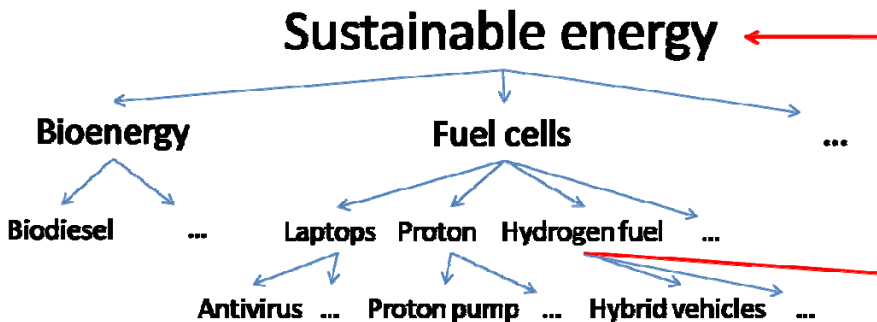 Sustainable energy
Bioenergy Fuel cells ...
Biodiesel ... Laptops Proton Hydrogen fuel ...
Antivirus ... Proton pump ... Hybrid vehicles ...